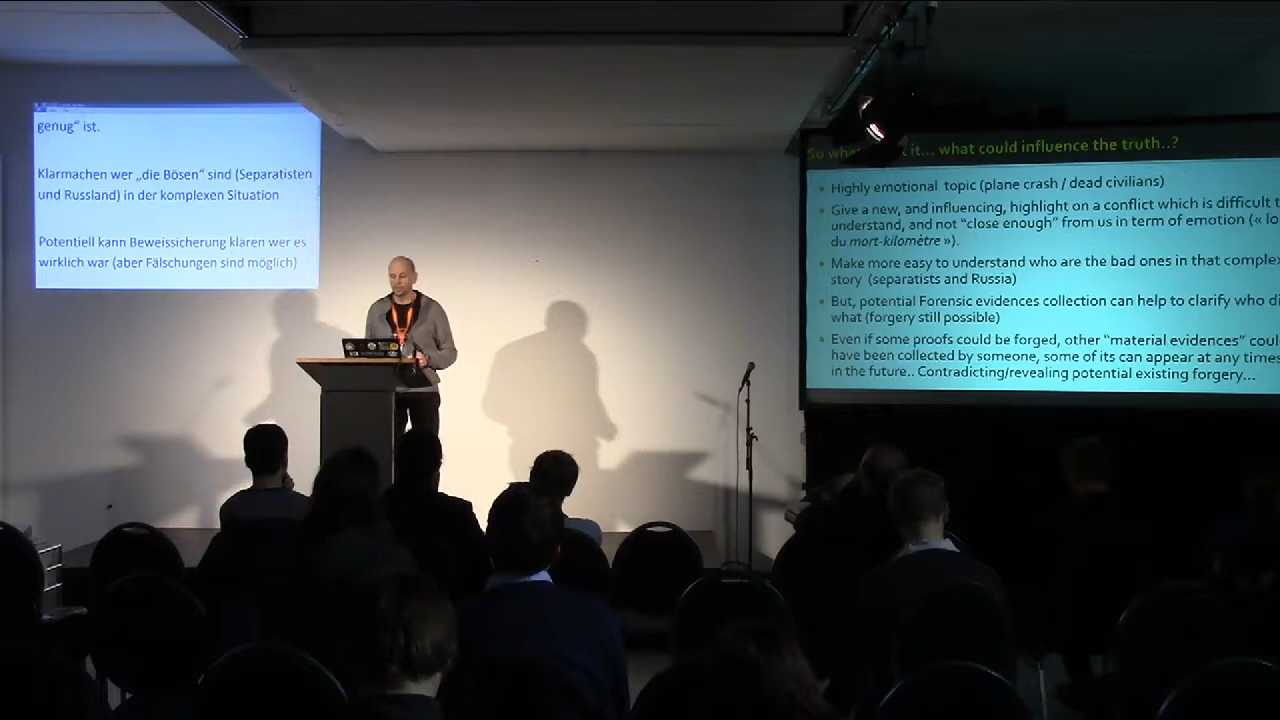 genug“ ist.
Klarmachen wer „die Bösen“ sind (Separatisten
und Russland) in der komplexen Situation
Potentiell kann Beweissicherung klären wer es
wirklich war (aber Fälschungen sind möglich)
So it... what could influence the truth..?
Highly emotional topic (plane crash / dead civilians)
Give a new, and influencing, highlight on a conflict which is difficult
understand, and not “close enough” from us in term of emotion («
du mort-kilomètre »).
Make more easy to understand who are the bad ones in that
story (separatists and Russia)
But, potential Forensic evidences collection can help to clarify who
what (forgery still possible)
Even if some proofs could be forged, other “material evidences”
have been collected by someone, some of its can appear at any times
in the future.. Contradicting/revealing potential existing forgery...